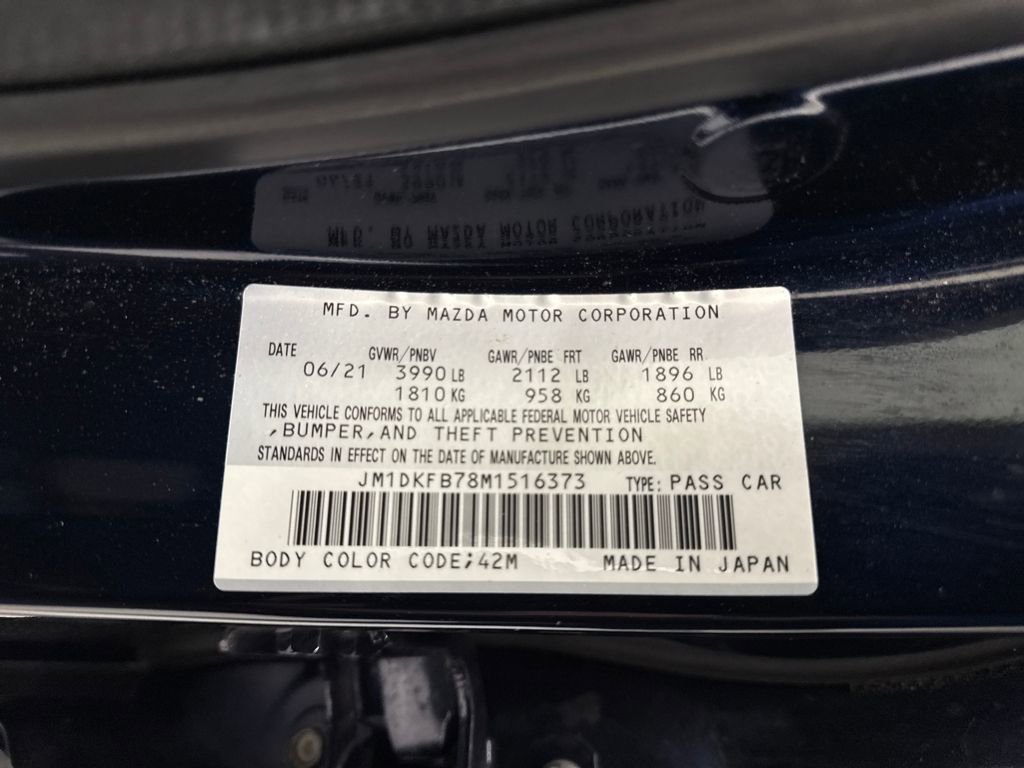 MFD. BY MAZDA MOTOR CORPORATION
DATE GVWR/PNBV GAWR/PNBE FRT GAWR/PNBE RR
06/21 3990 LB 2112 LB 1896 LB
1810 KG 958 KG 860 KG
THIS VEHICLE CONFORMS TO ALL APPLICABLE FEDERAL MOTOR VEHICLE SAFETY
,BUMPER,AND THEFT PREVENTION
STANDARDS IN EFFECT ON THE DATE OF MANUFACTURE SHOWN ABOVE.
JM1DKFB78M1516373 TYPE: PASS CAR
BODY COLOR CODE;42M MADE IN JAPAN